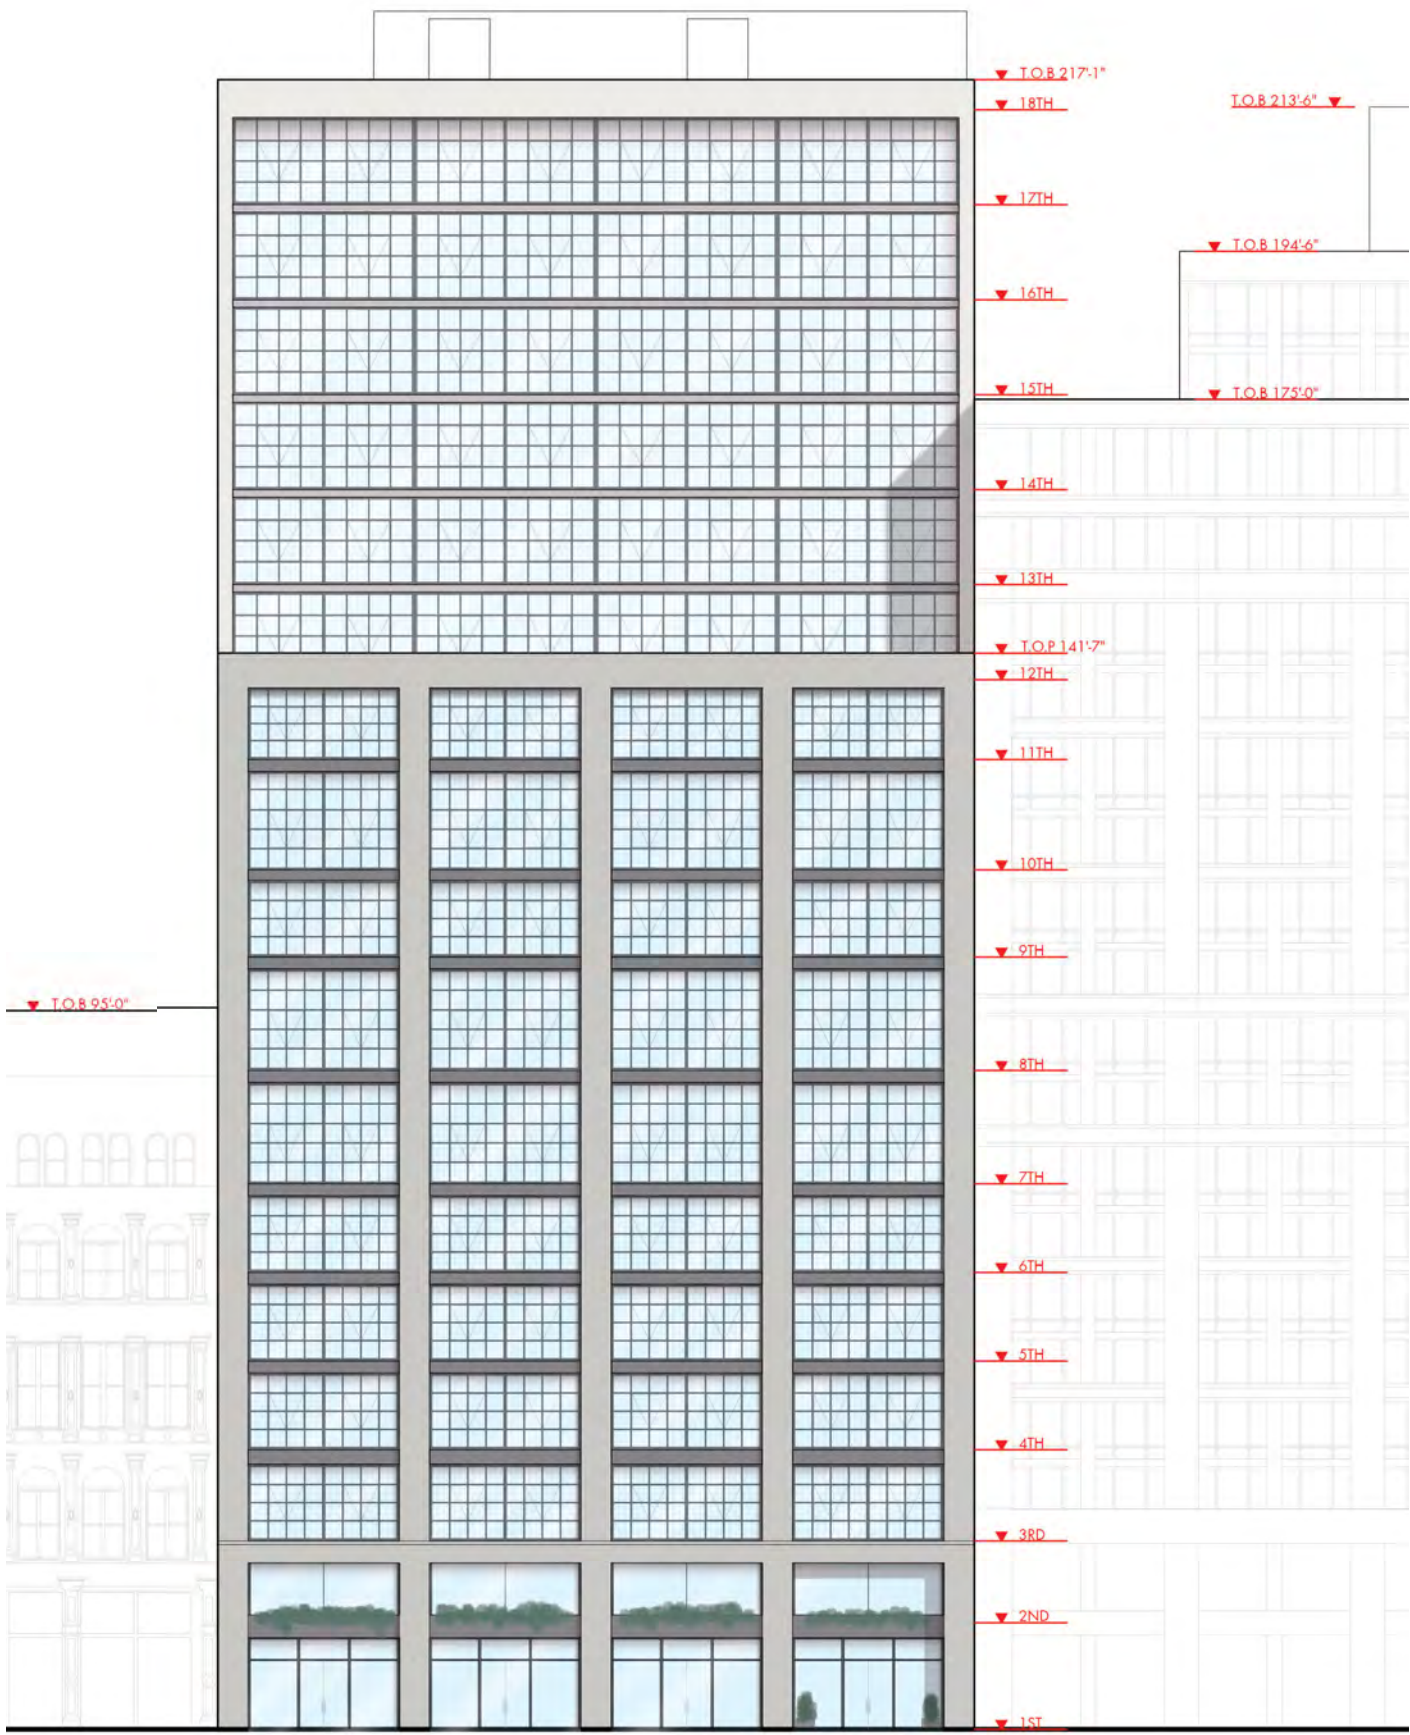 T.O.B 217'-1"
18TH
T.O.B 213'-6"
17TH
T.O.B 194'-6"
16TH
15TH
T.O.B 175'-0"
14TH
13TH
T.O.P 141'-7"
12TH
11TH
10TH
9TH
T.O.B 95'-0"
8TH
7TH
6TH
5TH
4TH
3RD
2ND
1ST